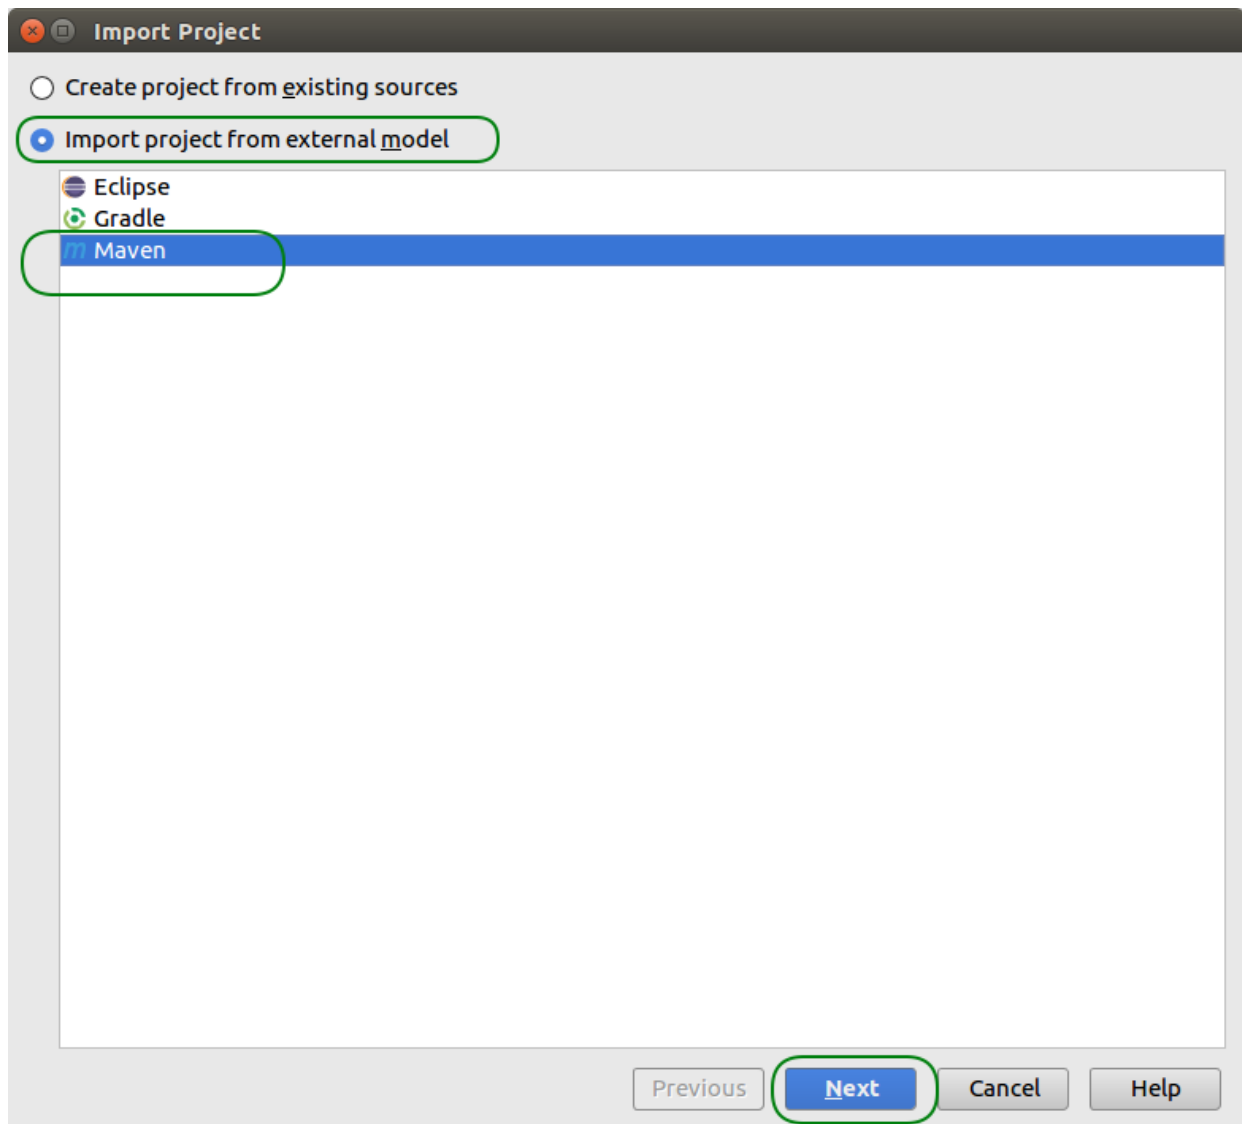 Import Project
Create project from existing sources
Import project from external model
Eclipse
Gradle
m Maven
Previous Next Cancel Help